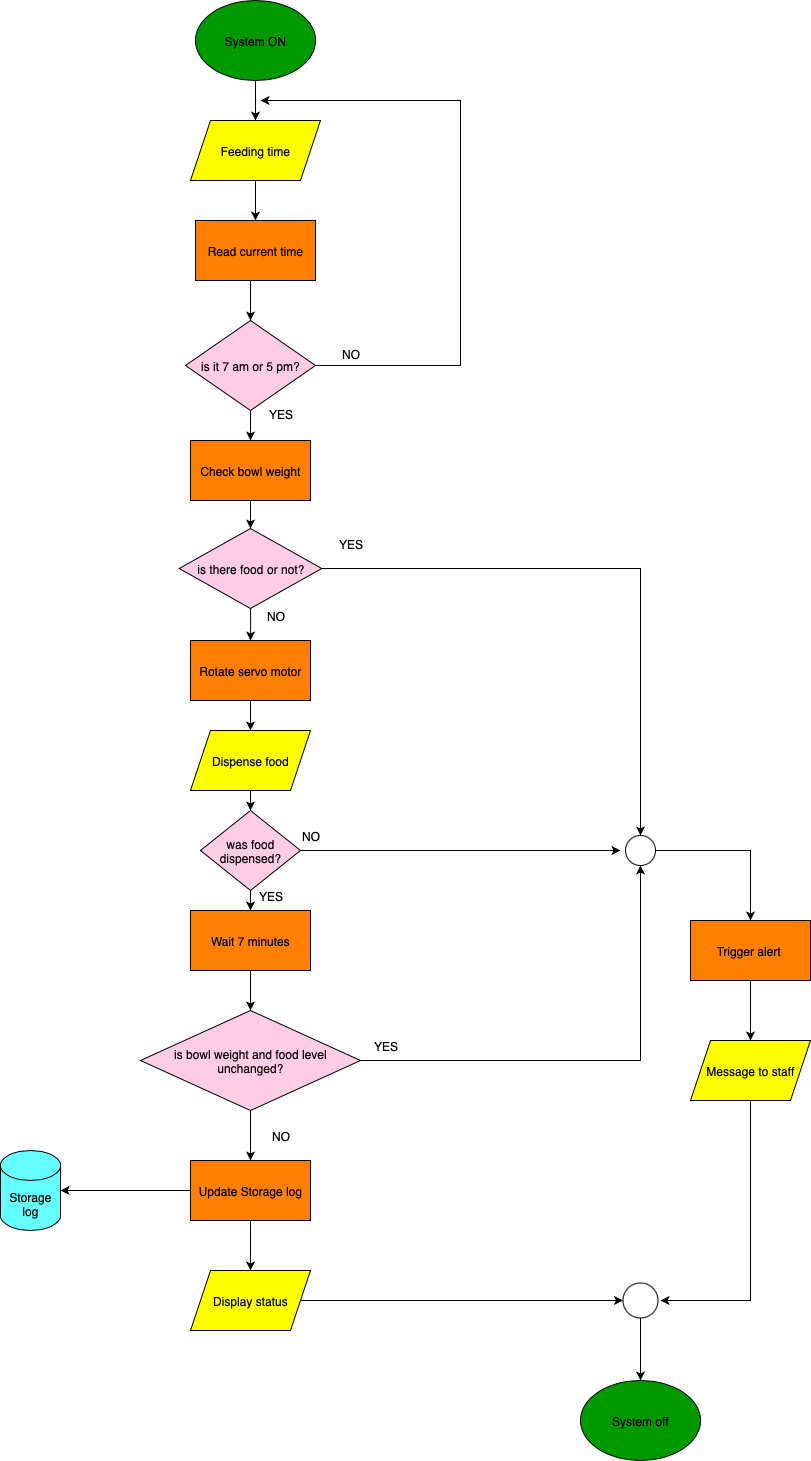 System ON
Feeding time
Read current time
is it 7 am or 5 pm?
NO
YES
Check bowl weight
is there food or not?
YES
NO
Rotate servo motor
Dispense food
was food
dispensed?
NO
YES
Wait 7 minutes
Trigger alert
is bowl weight and food level
unchanged?
YES
Message to staff
NO
Update Storage log
Storage
log
Display status
System off